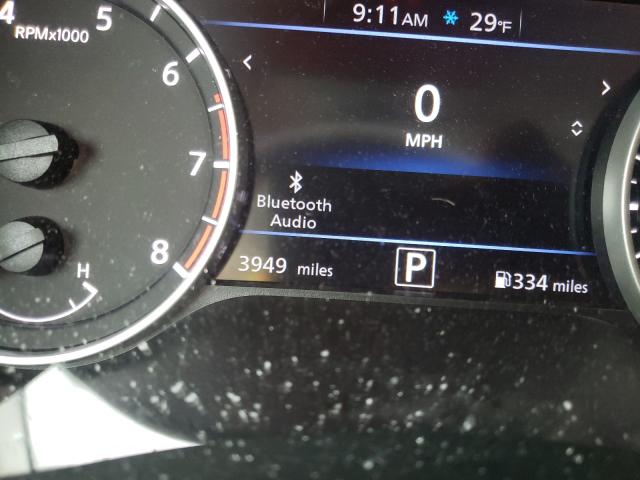 4 5
RPMx1000
6
7
8
H
9:11AM 29°F
0
MPH
Bluetooth
Audio
3949 miles P 334 miles